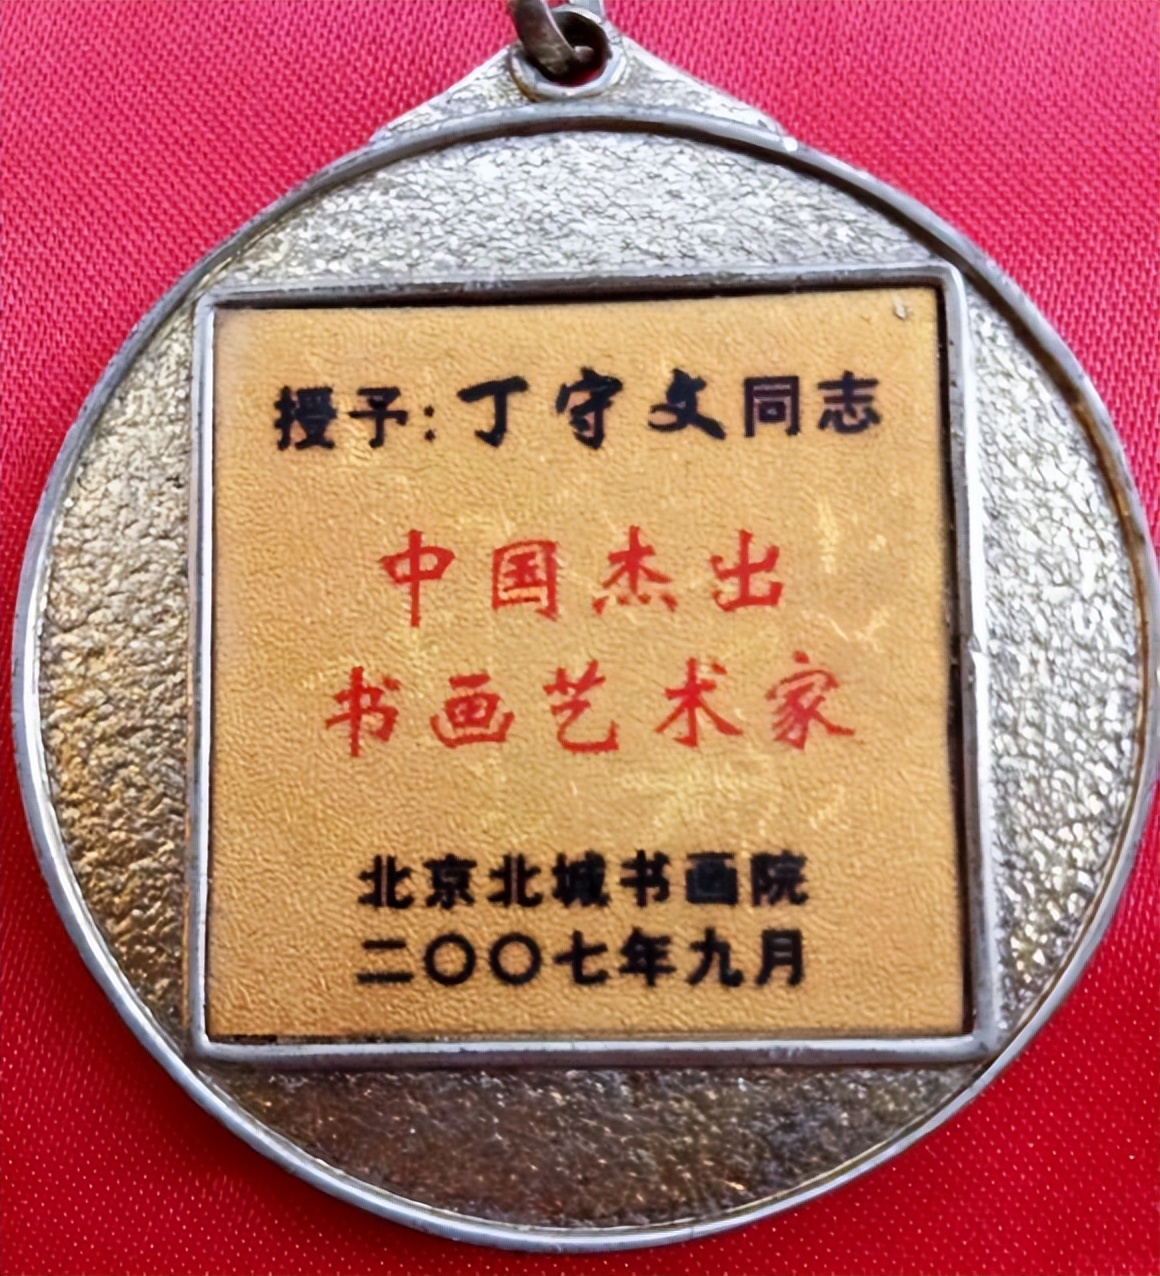 授予:丁守文同志
中国杰出
书画艺术家
北京北城书画院
二〇〇七年九月